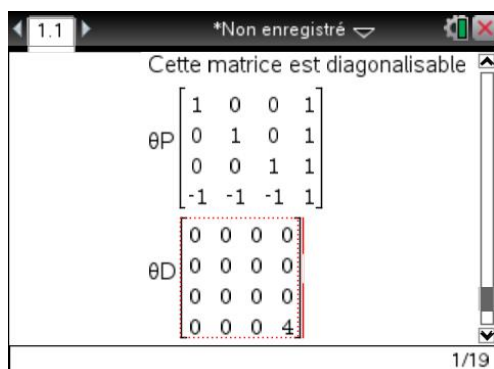 1.1 *Non enregistré
Cette matrice est diagonalisable
θP
1 0 0 1
0 1 0 1
0 0 1 1
-1 -1 -1 1
θD
0 0 0 0
0 0 0 0
0 0 0 0
0 0 0 4
1/19